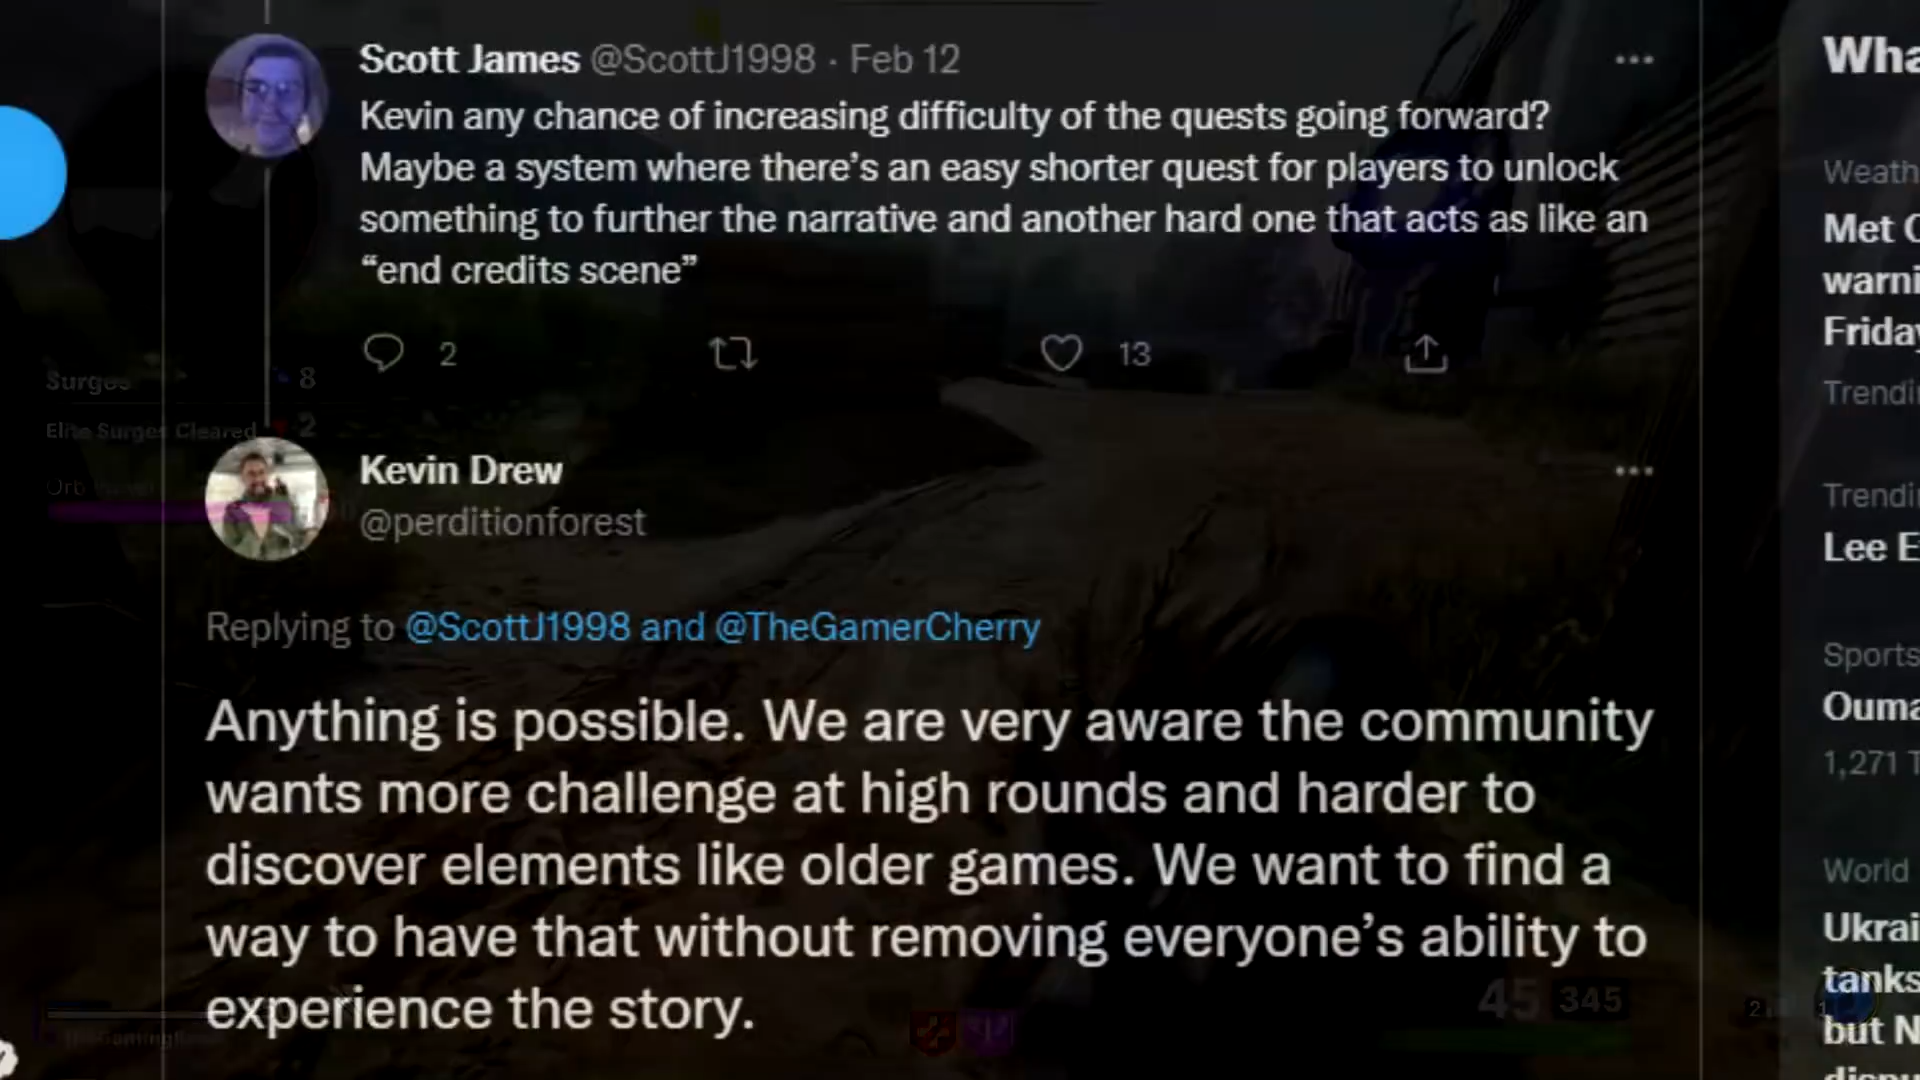 Scott James @ScottJ1998 · Feb 12
Kevin any chance of increasing difficulty of the quests going forward?
Maybe a system where there's an easy shorter quest for players to unlock
something to further the narrative and another hard one that acts as like an
“end credits scene”
2
13
Surges 8
Elite Surges Cleared 2
Kevin Drew
@perditionforest
Replying to @ScottJ1998 and @TheGamerCherry
Anything is possible. We are very aware the community
wants more challenge at high rounds and harder to
discover elements like older games. We want to find a
way to have that without removing everyone’s ability to
experience the story.
45 345
Wha
Weath
Met O
warni
Friday
Trendin
Trendin
Lee E
Sports
Ouma
1,271 T
World
Ukrai
tanks
but N